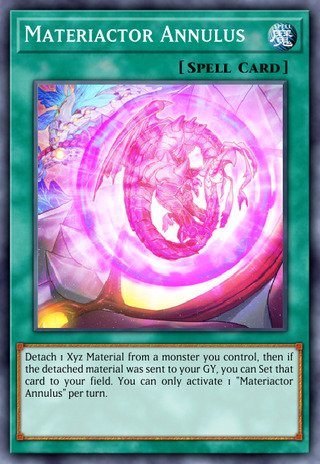 Materiactor Annulus
魔
[Spell Card]
Detach 1 Xyz Material from a monster you control, then if
the detached material was sent to your GY, you can Set that
card to your field. You can only activate 1 "Materiactor
Annulus" per turn.